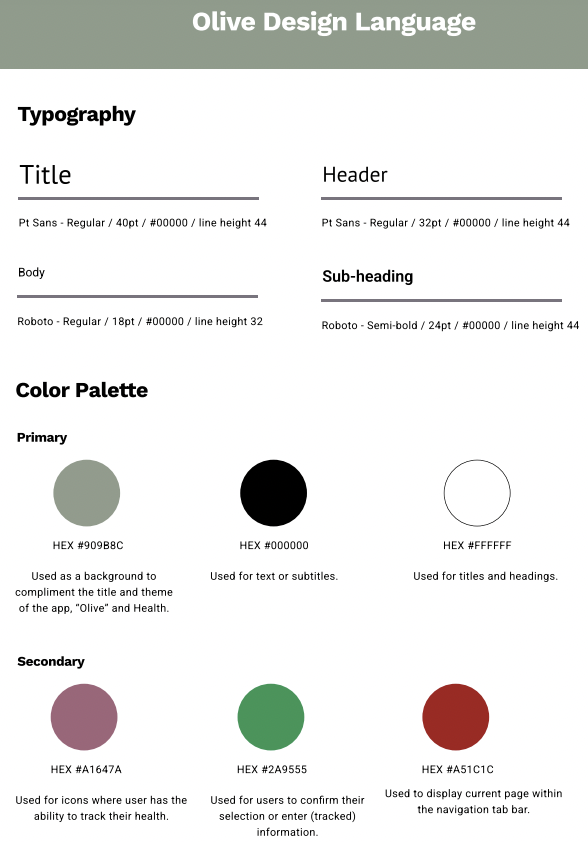 Olive Design Language
Typography
Title
Pt Sans - Regular / 40pt / #00000 / line height 44
Header
Pt Sans - Regular / 32pt / #00000 / line height 44
Body
Roboto - Regular / 18pt / #00000 / line height 32
Sub-heading
Roboto - Semi-bold / 24pt / #00000 / line height 44
Color Palette
Primary
HEX #909B8C
Used as a background to
compliment the title and theme
of the app, “Olive” and Health.
HEX #000000
Used for text or subtitles.
HEX #FFFFFF
Used for titles and headings.
Secondary
HEX #A1647A
Used for icons where user has the
ability to track their health.
HEX #2A9555
Used for users to confirm their
selection or enter (tracked)
information.
HEX #A51C1C
Used to display current page within
the navigation tab bar.